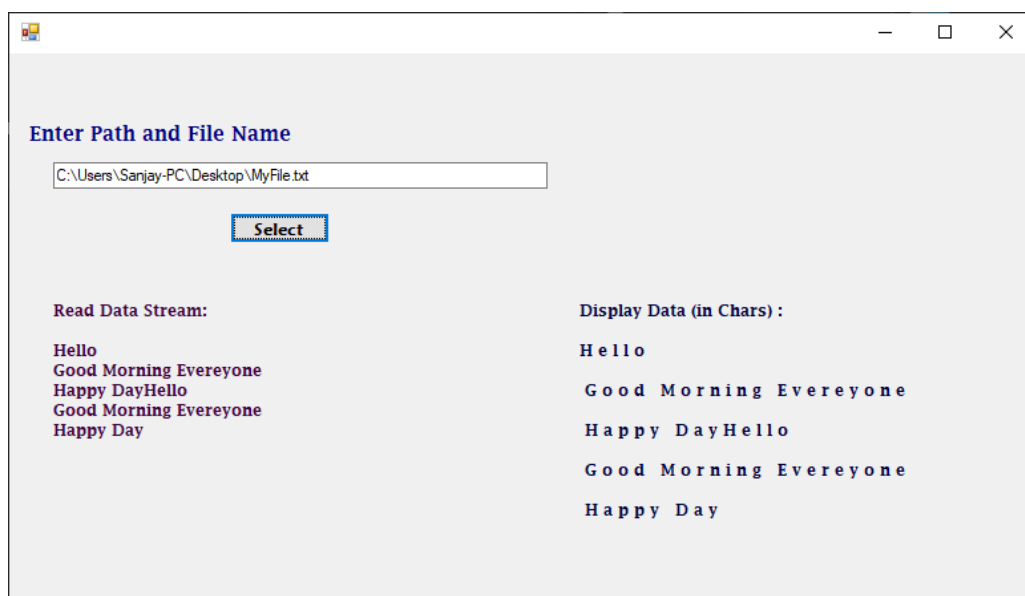 Enter Path and File Name
C:\Users\Sanjay-PC\Desktop\MyFile.txt
Select
Read Data Stream:
Hello
Good Morning Evereyone
Happy DayHello
Good Morning Evereyone
Happy Day
Display Data (in Chars) :
H e l l o
G o o d   M o r n i n g   E v e r e y o n e
H a p p y   D a y H e l l o
G o o d   M o r n i n g   E v e r e y o n e
H a p p y   D a y